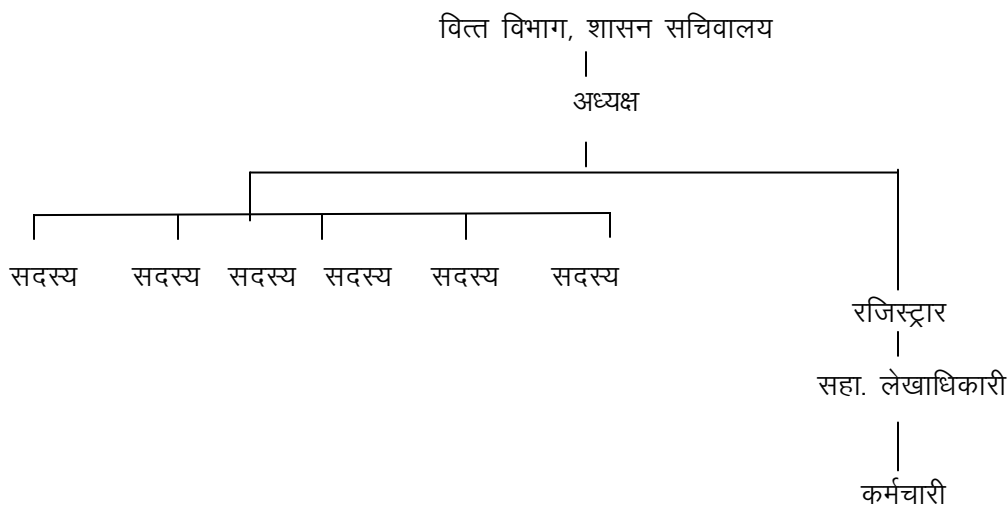 वित्त विभाग, शासन सचिवालय
अध्यक्ष
सदस्य सदस्य सदस्य सदस्य सदस्य सदस्य
रजिस्ट्रार
सहा. लेखाधिकारी
कर्मचारी